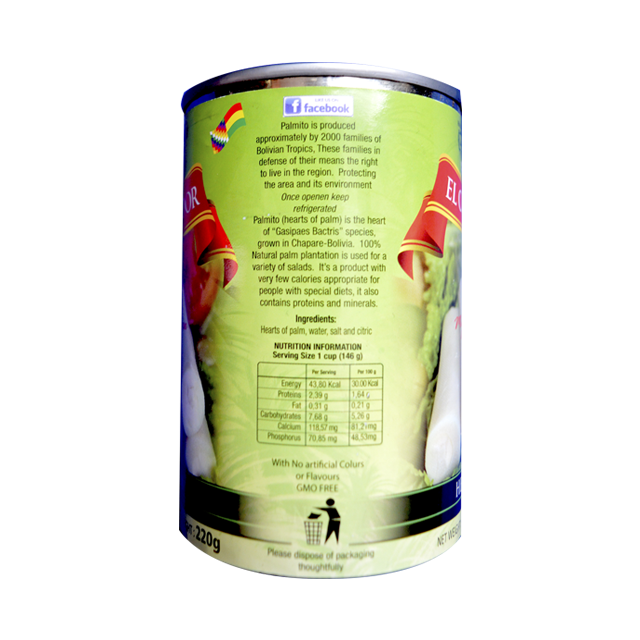 facebook
Palmito is produced
approximately by 2000 families of
Bolivian Tropics, These families in
defense of their means the right
to live in the region. Protecting
the area and its environment
Once openen keep
refrigerated
Palmito (hearts of palm) is the heart
of “Gasipaes Bactris” species,
grown in Chapare-Bolivia. 100%
Natural palm plantation is used for a
variety of salads. It's a product with
very few calories appropriate for
people with special diets, it also
contains proteins and minerals.
Ingredients:
Hearts of palm, water, salt and citric
NUTRITION INFORMATION
Serving Size 1 cup (146 g)
Per Serving Per 100 g
Energy 43,80 Kcal 30.00 Kcal
Proteins 2,39 g 1,64 g
Fat 0,31 g 0,21 g
Carbohydrates 7,68 g 5,26 g
Calcium 118,57 mg 81,21mg
Phosphorus 70,85 mg 48,53mg
With No artificial Colurs
or Flavours
GMO FREE
Please dispose of packaging
thoughtfully
OR
EL
220g
NET